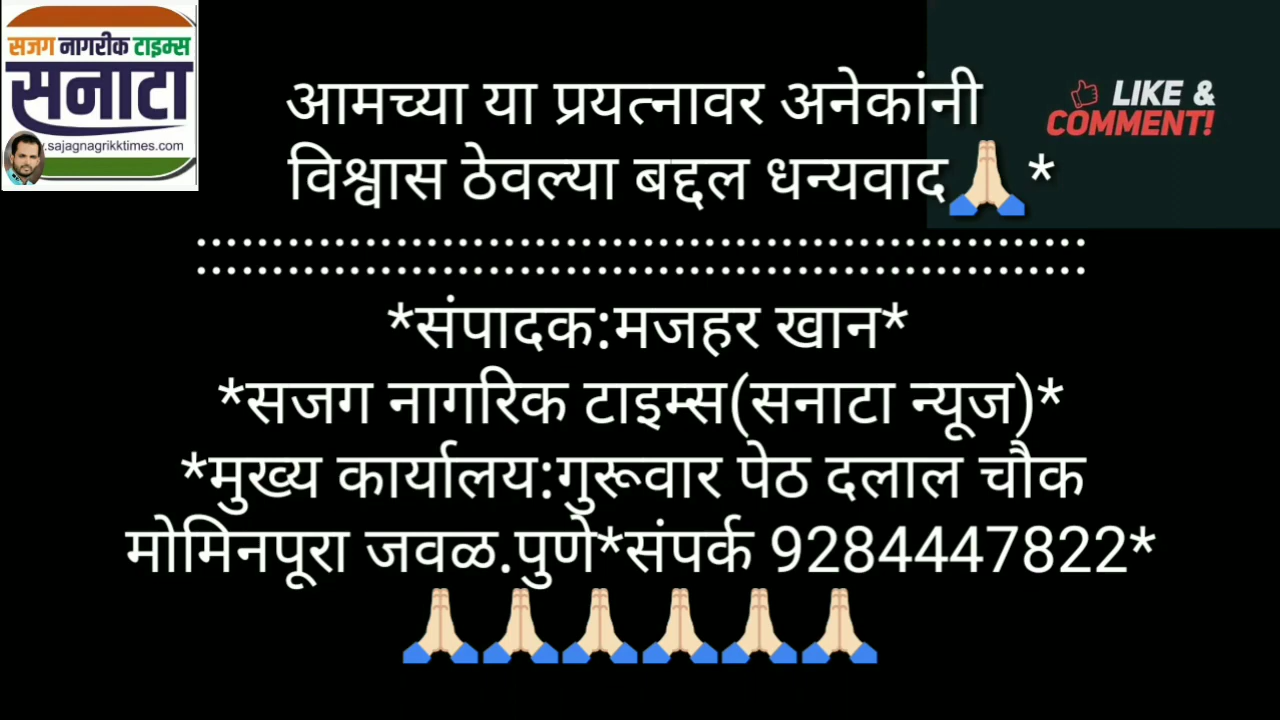 सजग नागरीक टाइम्स
सनाटा
.sajagnagrikktimes.com
LIKE &
COMMENT!
आमच्या या प्रयत्नावर अनेकांनी
विश्वास ठेवल्या बद्दल धन्यवाद🙏🏻*
*संपादक:मजहर खान*
*सजग नागरिक टाइम्स(सनाटा न्यूज)*
*मुख्य कार्यालय:गुरूवार पेठ दलाल चौक
मोमिनपूरा जवळ.पुणे*संपर्क 9284447822*
🙏🏻🙏🏻🙏🏻🙏🏻🙏🏻🙏🏻